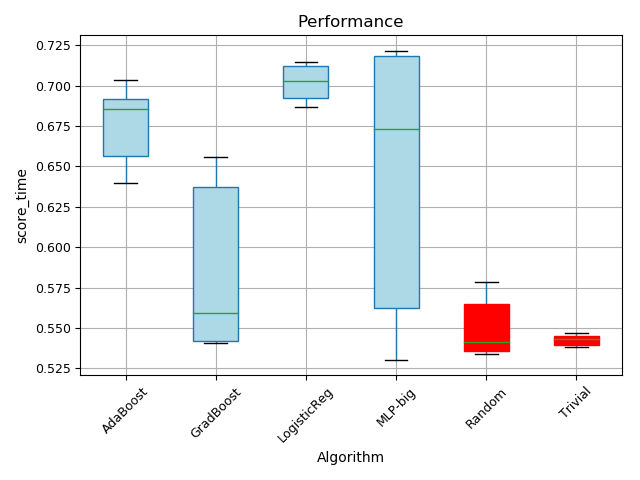 Performance
0.725
0.700
0.675
0.650
0.625
0.600
0.575
0.550
0.525
score_time
AdaBoost
GradBoost
LogisticReg
MLP-big
Random
Trivial
Algorithm